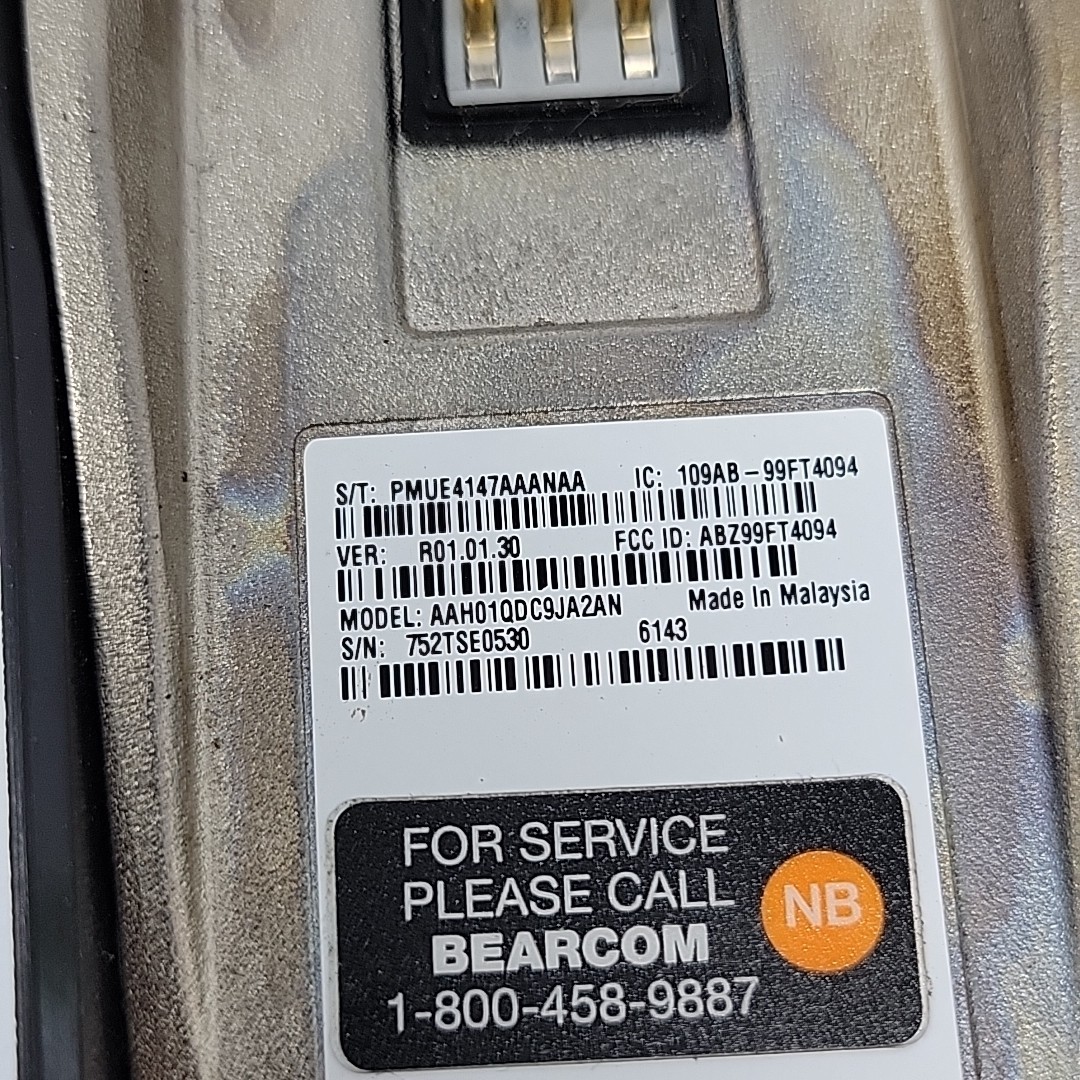 S/T: PMUE4147AAANAA IC: 109AB-99FT4094
VER: R01.01.30 FCC ID: ABZ99FT4094
MODEL: AAH01QDC9JA2AN Made In Malaysia
S/N: 752TSE0530 6143
FOR SERVICE
PLEASE CALL
BEARCOM
1-800-458-9887
NB